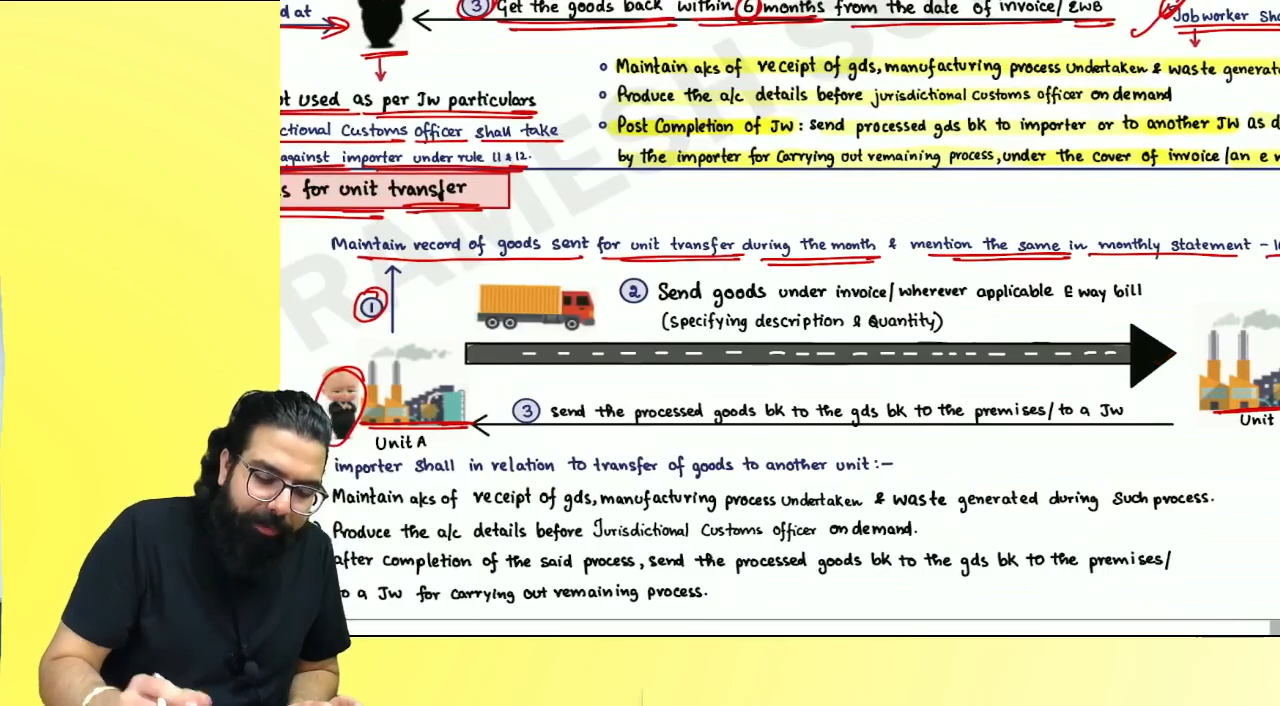 d at
③ Get the goods back within 6 months from the date of invoice/ EWB
Jobworker Sha
ot used as per JW particulars
ctional Customs officer shall take
against importer under rule 11 & 12.
Maintain a/cs of receipt of gds, manufacturing process undertaken & waste generate
Produce the a/c details before jurisdictional Customs officer on demand
Post Completion of JW : send processed gds bk to importer or to another JW as d
by the importer for carrying out remaining process, under the cover of invoice /an e w
s for unit transfer
Maintain record of goods sent for unit transfer during the month & mention the same in monthly statement -
①
② Send goods under invoice/ wherever applicable E way bill
(specifying description & Quantity)
③ send the processed goods bk to the gds bk to the premises/ to a JW
Unit A
Unit
importer shall in relation to transfer of goods to another unit :-
Maintain a/cs of receipt of gds, manufacturing process undertaken & waste generated during such process.
Produce the a/c details before Jurisdictional Customs officer on demand.
after completion of the said process, send the processed goods bk to the gds bk to the premises/
to a JW for carrying out remaining process.
RAMESH S